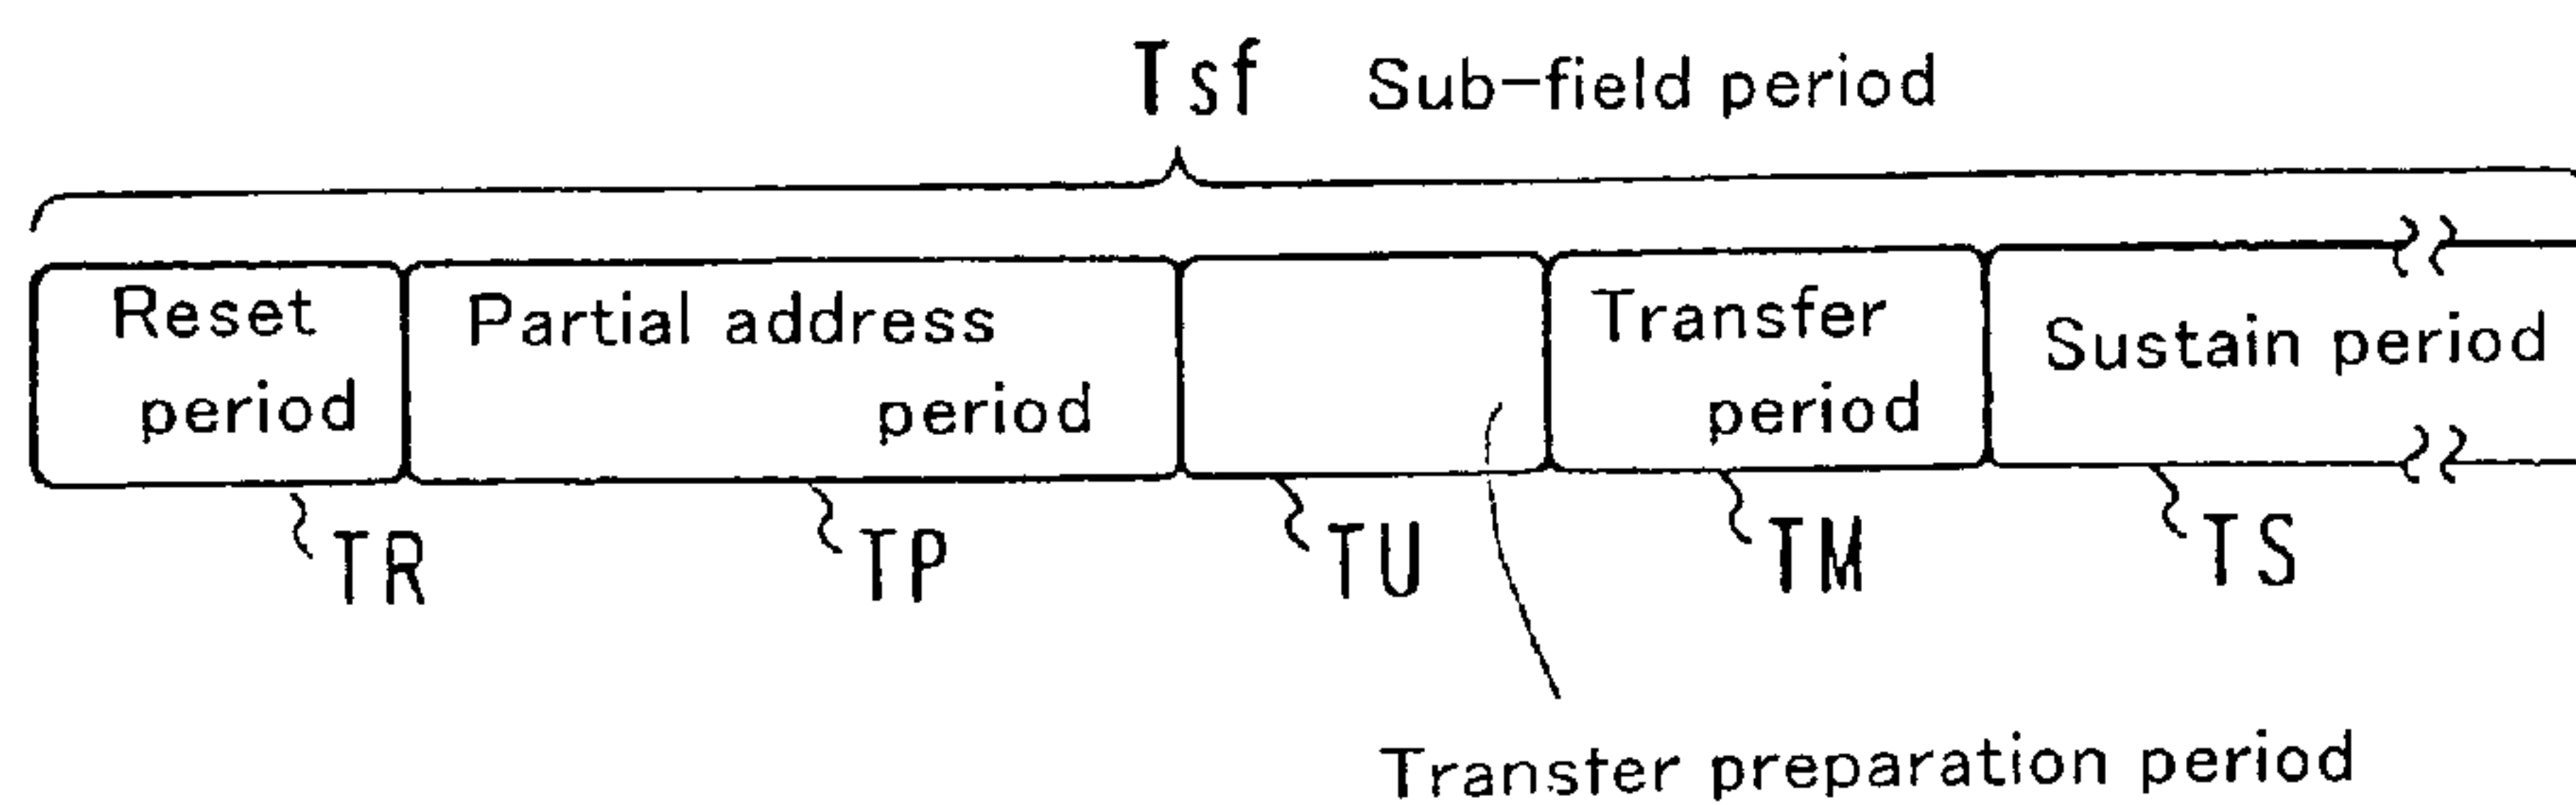 Tsf Sub-field period
Reset
period
Partial address
period
Transfer
period
Sustain period
TR
TP
TU
TM
TS
Transfer preparation period